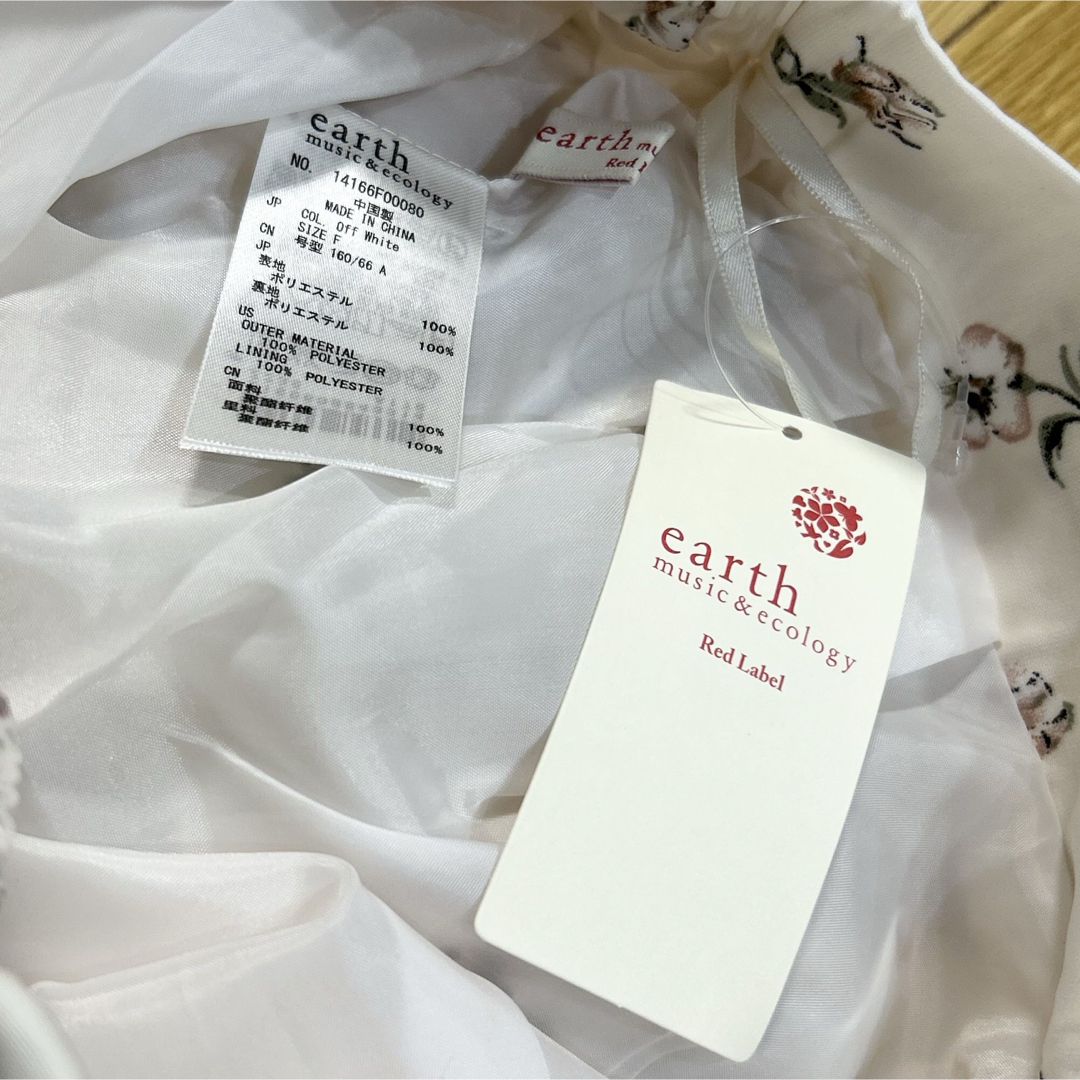 earth
music&ecology
NO. 14166F00080
中国製
JP MADE IN CHINA
COL. Off White
CN SIZE F
JP 号型 160/66 A
表地
ポリエステル 100%
裏地
ポリエステル 100%
US
OUTER MATERIAL
100% POLYESTER
LINING
100% POLYESTER
CN
面料
聚酯纤维 100%
里料
聚酯纤维 100%
earth mu
Red
earth
music&ecology
Red Label